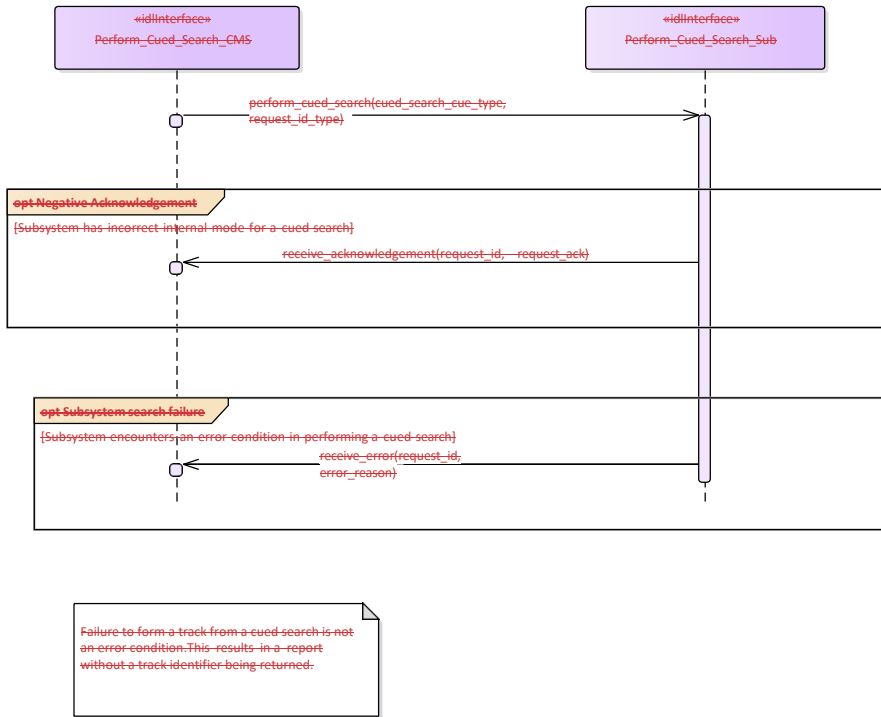 «idlInterface»
Perform_Cued_Search_CMS
«idlInterface»
Perform_Cued_Search_Sub
perform_cued_search(cued_search_cue_type,
request_id_type)
opt Negative Acknowledgement
[Subsystem has incorrect internal mode for a cued search]
receive_acknowledgement(request_id, request_ack)
opt Subsystem search failure
[Subsystem encounters an error condition in performing a cued search]
receive_error(request_id,
error_reason)
Failure to form a track from a cued search is not
an error condition.This results in a report
without a track identifier being returned.